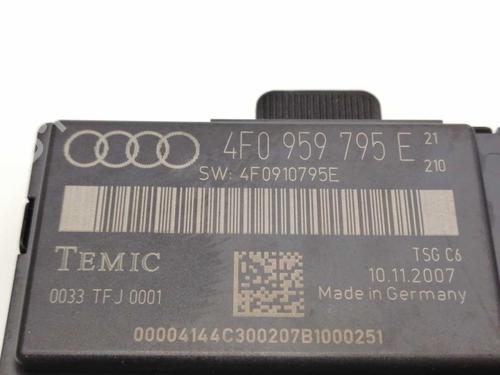 4F0 959 795 E 21
210
SW: 4F0910795E
TEMIC
TSG C6
10.11.2007
0033 TFJ 0001
Made in Germany
00004144C300207B1000251